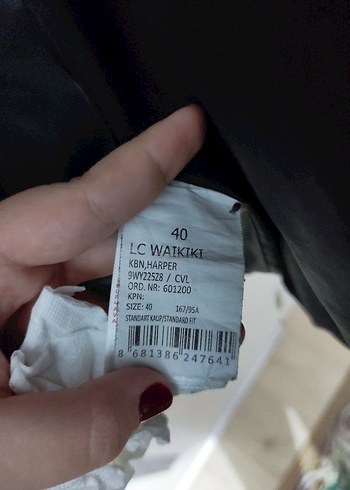 40
LC WAIKIKI
KBN,HARPER
9WY225Z8 / CVL
ORD. NR: 601200
KPN:
SIZE: 40 167/95A
STANDART KALIP/STANDARD FIT
8 681386 247641